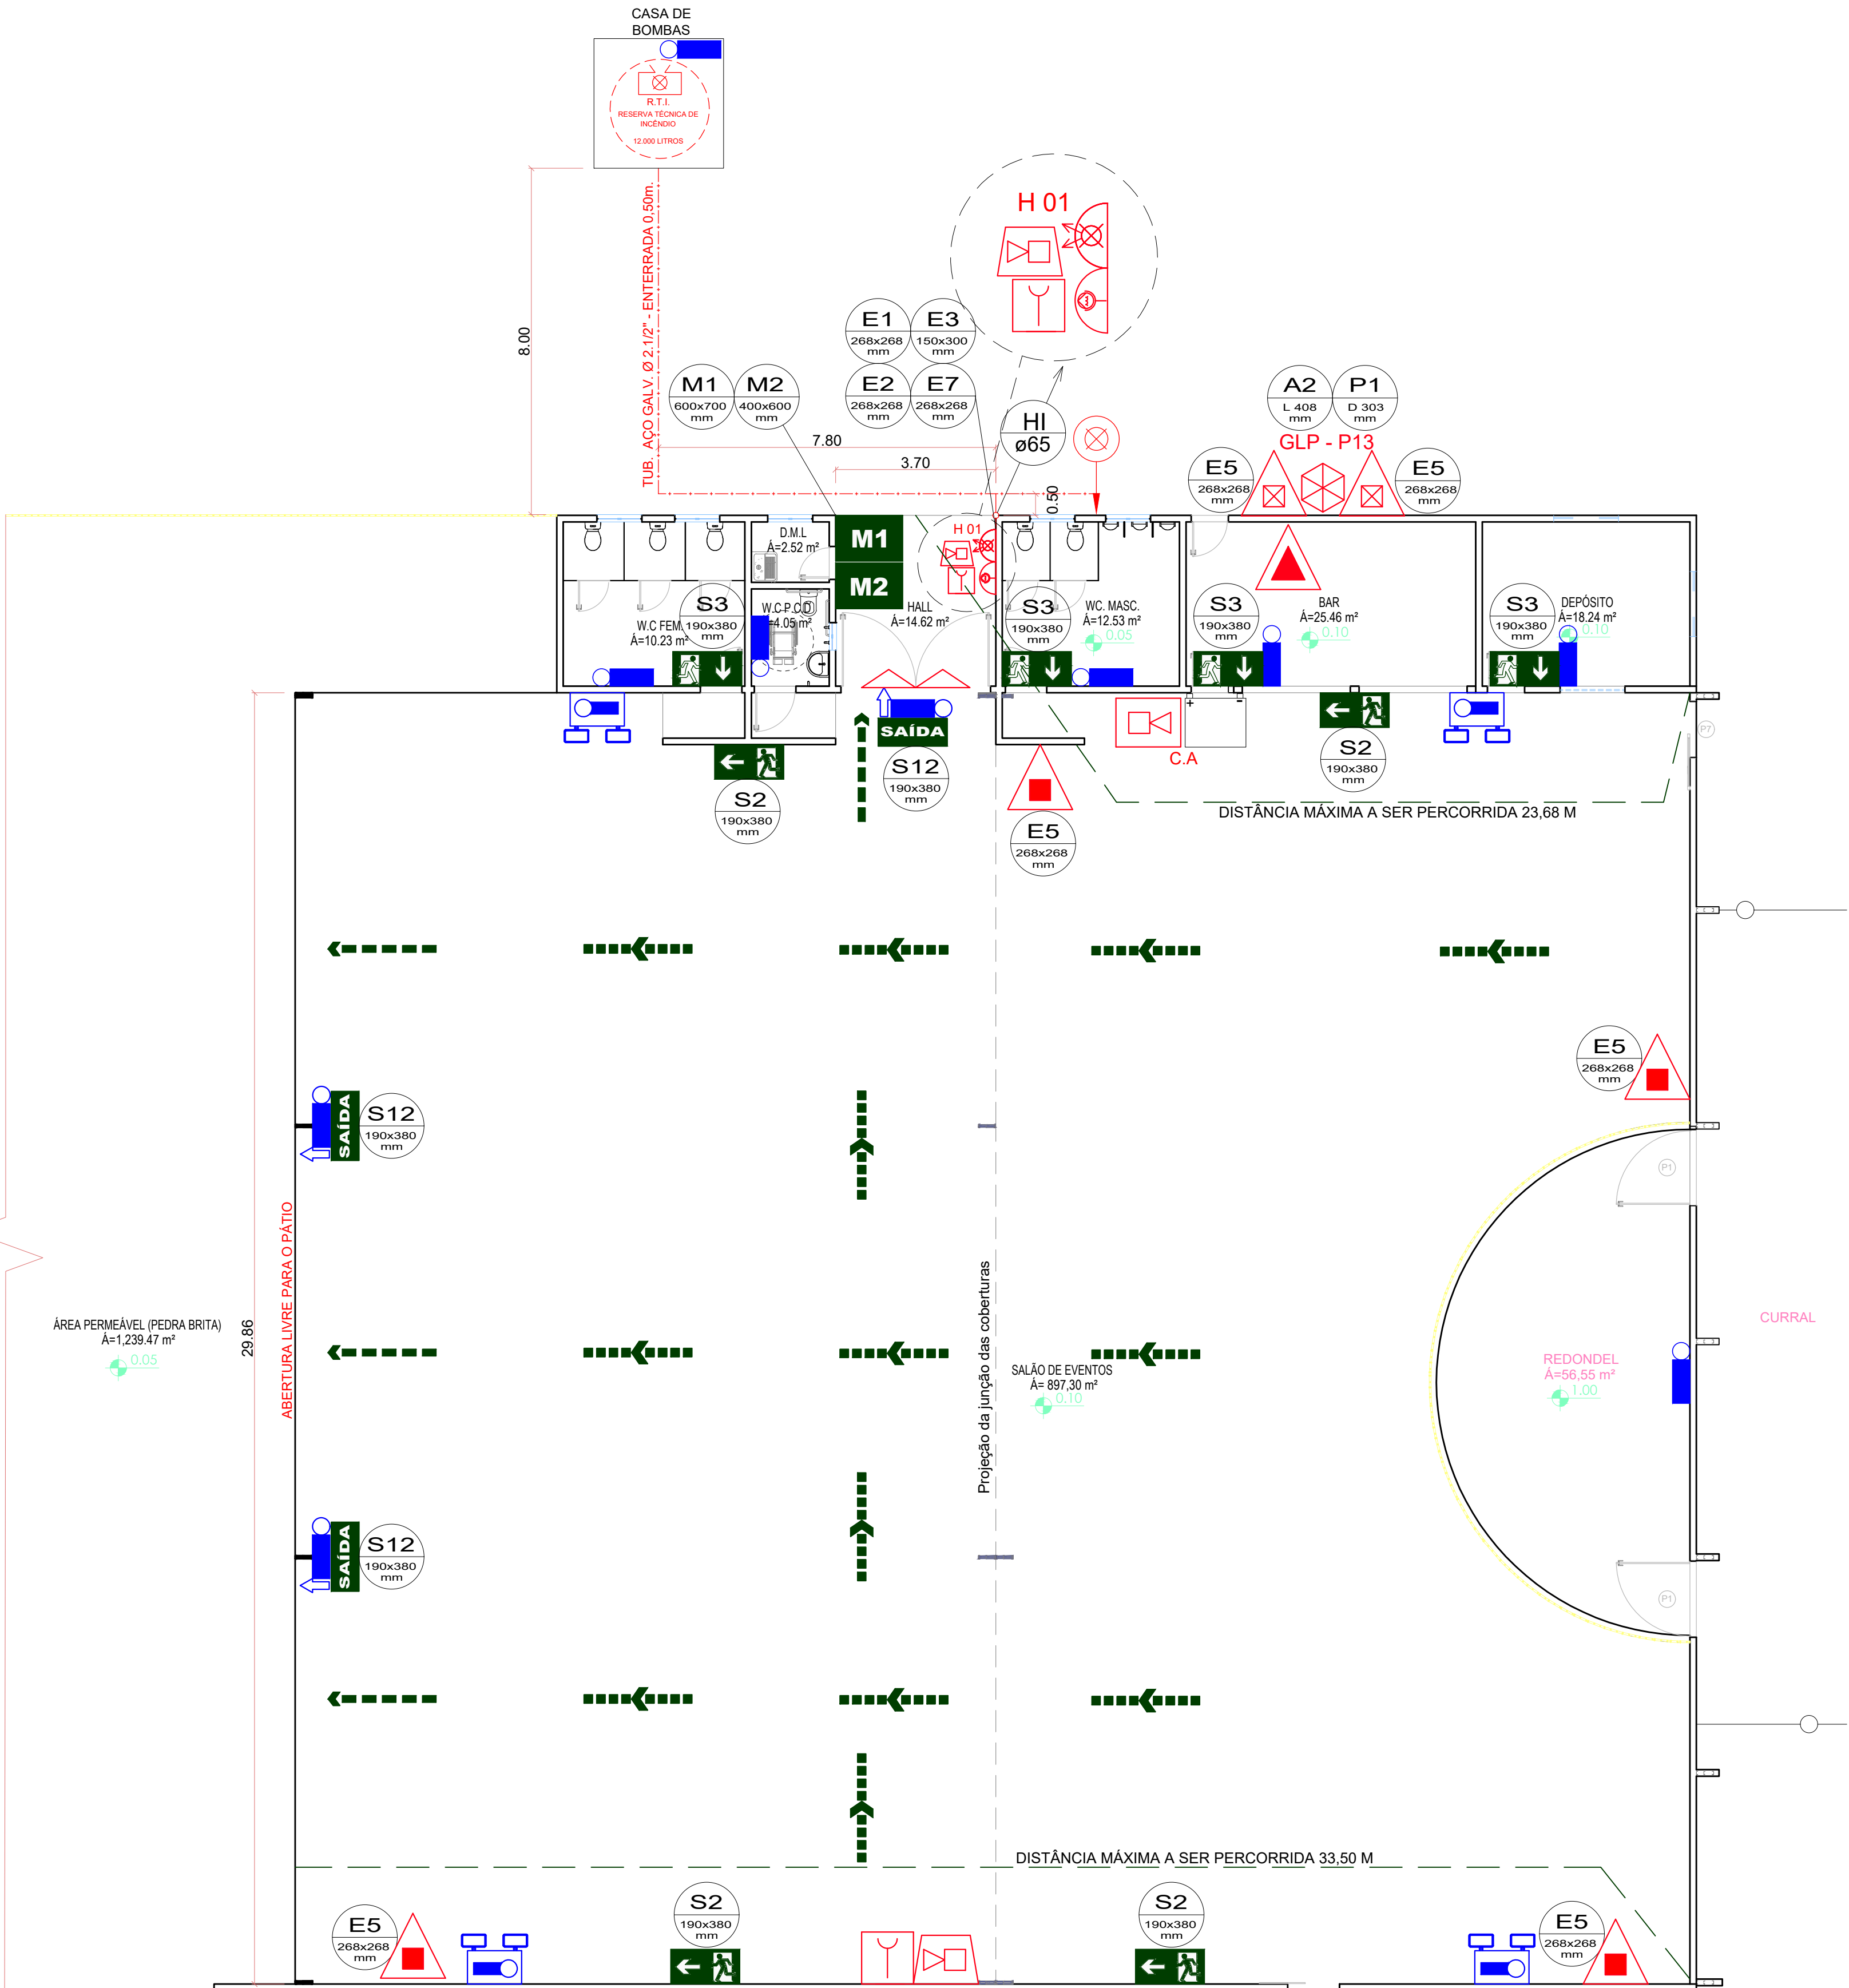 CASA DE
BOMBAS
R.T.I.
RESERVA TÉCNICA DE
INCÊNDIO
12.000 LITROS
8.00
TUB. AÇO GALV. Ø 2.1/2" - ENTERRADA 0,50m.
H 01
E1
268x268
mm
E3
150x300
mm
M1
600x700
mm
M2
400x600
mm
E2
268x268
mm
E7
268x268
mm
HI
ø65
A2
L 408
mm
P1
D 303
mm
GLP - P13
7.80
3.70
0.50
E5
268x268
mm
E5
268x268
mm
D.M.L
Á=2.52 m²
M1
M2
H 01
HALL
Á=14.62 m²
S3
190x380
mm
W.C FEM.
Á=10.23 m²
W.C P.C.D
=4.05 m²
S3
190x380
mm
WC. MASC.
Á=12.53 m²
0.05
S3
190x380
mm
BAR
Á=25.46 m²
0.10
S3
190x380
mm
DEPÓSITO
Á=18.24 m²
0.10
SAÍDA
S12
190x380
mm
S2
190x380
mm
+
-
C.A
S2
190x380
mm
P7
E5
268x268
mm
DISTÂNCIA MÁXIMA A SER PERCORRIDA 23,68 M
E5
268x268
mm
SAÍDA
S12
190x380
mm
P1
ABERTURA LIVRE PARA O PÁTIO
29.86
ÁREA PERMEÁVEL (PEDRA BRITA)
Á=1,239.47 m²
0.05
Projeção da junção das coberturas
SALÃO DE EVENTOS
Á= 897,30 m²
0.10
REDONDEL
Á=56,55 m²
1.00
CURRAL
SAÍDA
S12
190x380
mm
P1
DISTÂNCIA MÁXIMA A SER PERCORRIDA 33,50 M
E5
268x268
mm
S2
190x380
mm
S2
190x380
mm
E5
268x268
mm